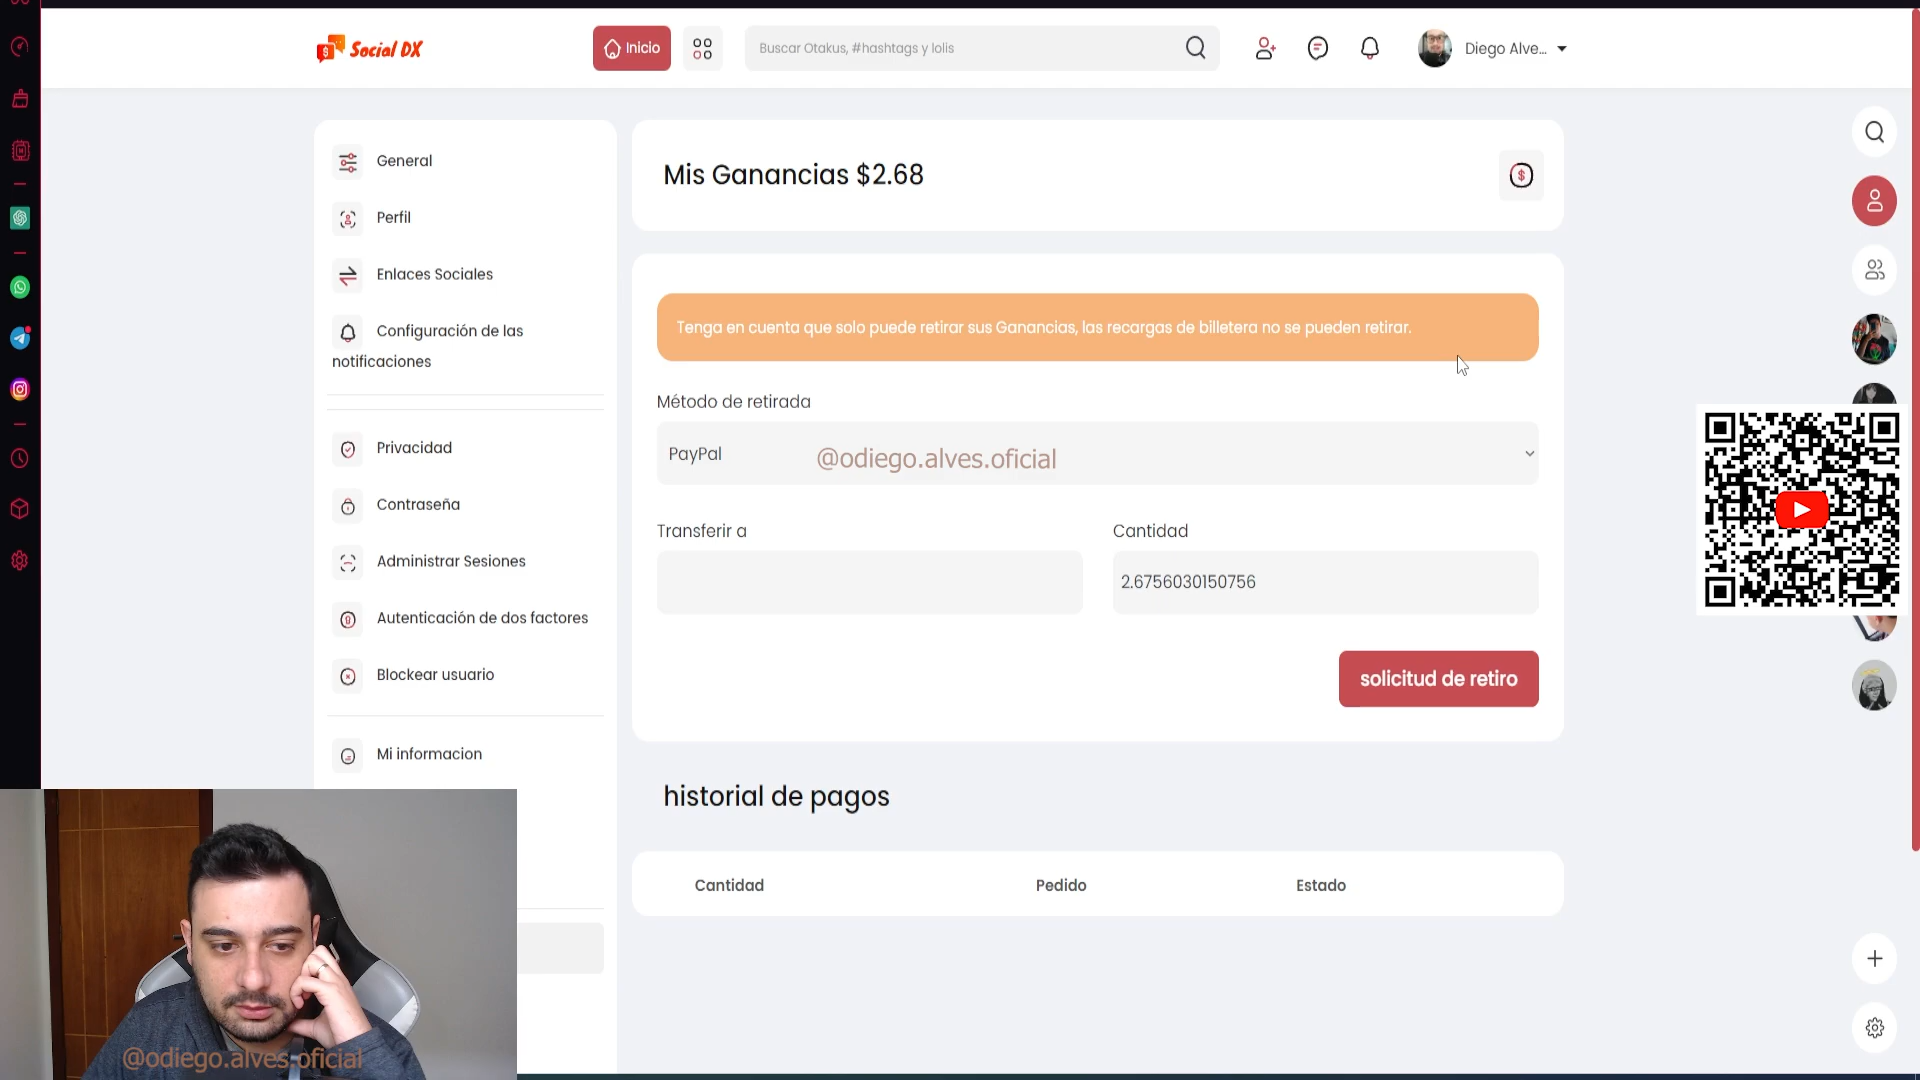 Social DX
Inicio
Buscar Otakus, #hashtags y lolis
Diego Alve...
General
Perfil
Enlaces Sociales
Configuración de las
notificaciones
Privacidad
Contraseña
Administrar Sesiones
Autenticación de dos factores
Blockear usuario
Mi informacion
Mis Ganancias $2.68
Tenga en cuenta que solo puede retirar sus Ganancias, las recargas de billetera no se pueden retirar.
Método de retirada
PayPal
@odiego.alves.oficial
Transferir a
Cantidad
2.6756030150756
solicitud de retiro
historial de pagos
Cantidad
Pedido
Estado
@odiego.alves.oficial